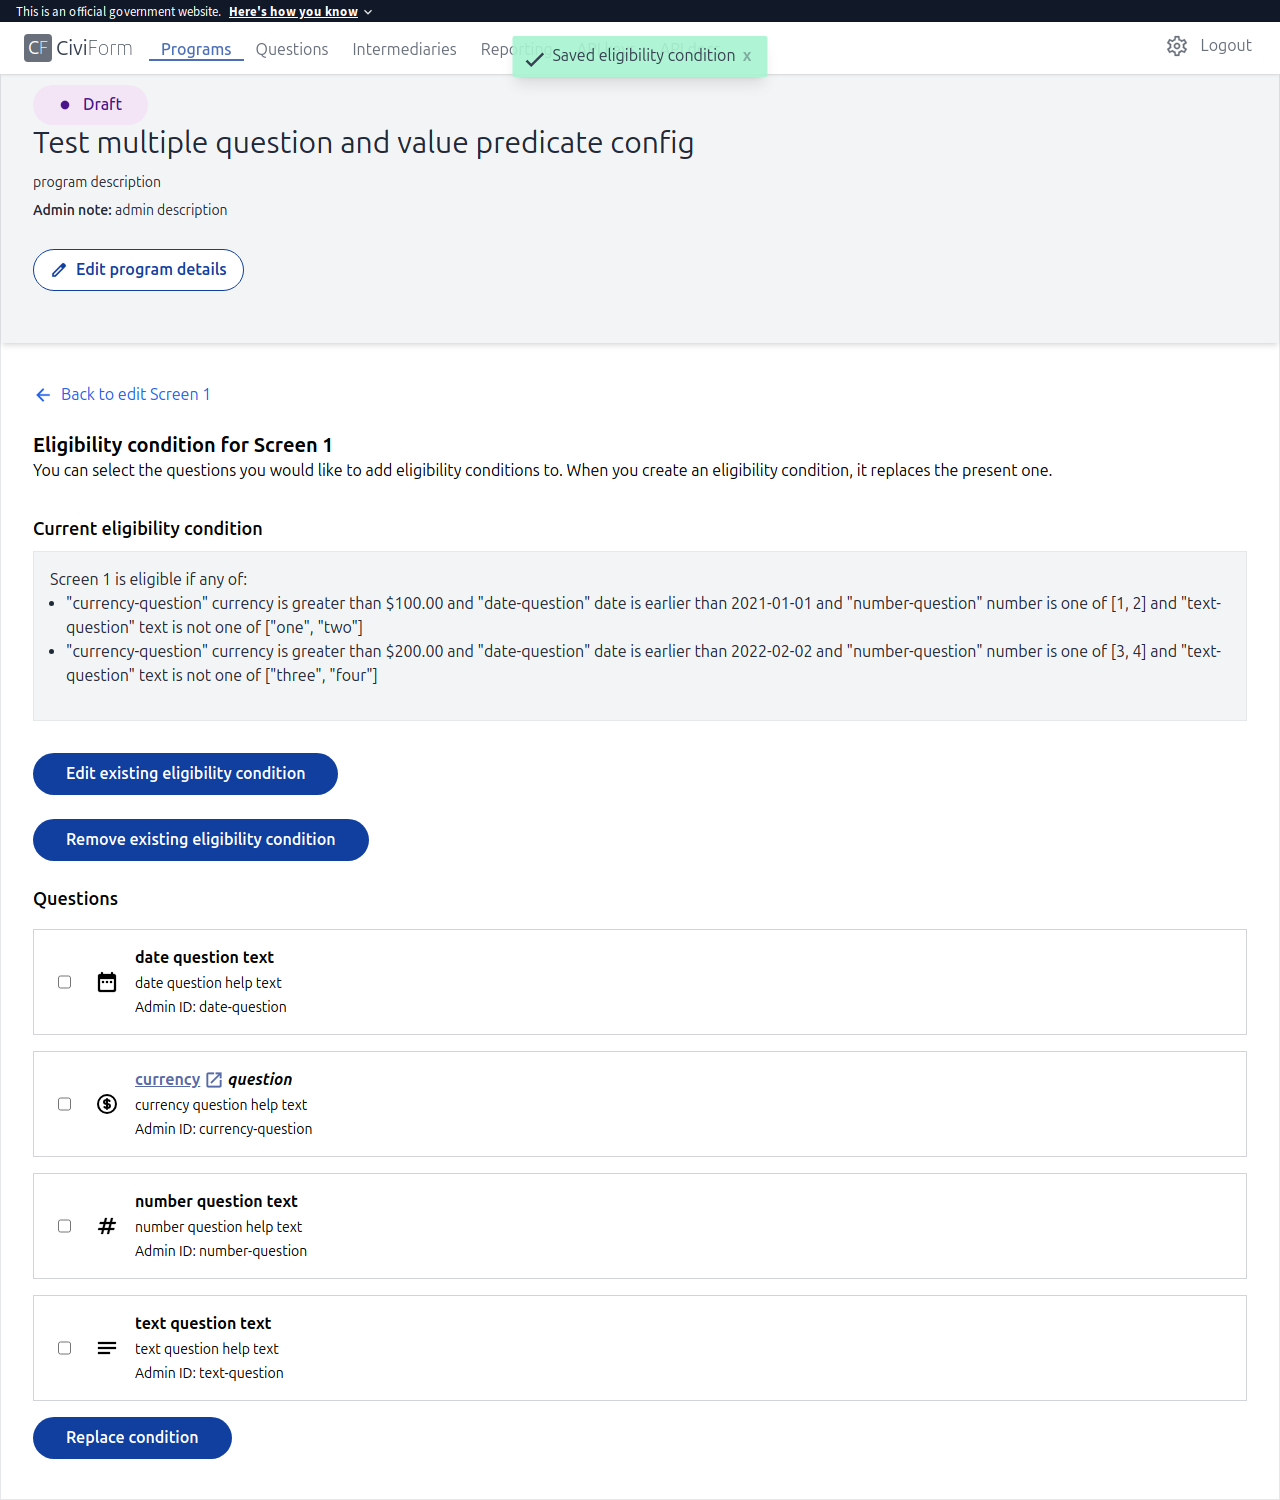 This is an official government website. Here's how you know
CF CiviForm Programs Questions Intermediaries Reporting Logout
Saved eligibility condition x
Draft
Test multiple question and value predicate config
program description
Admin note: admin description
Edit program details
Back to edit Screen 1
Eligibility condition for Screen 1
You can select the questions you would like to add eligibility conditions to. When you create an eligibility condition, it replaces the present one.
Current eligibility condition
Screen 1 is eligible if any of:
• "currency-question" currency is greater than $100.00 and "date-question" date is earlier than 2021-01-01 and "number-question" number is one of [1, 2] and "text-
question" text is not one of ["one", "two"]
• "currency-question" currency is greater than $200.00 and "date-question" date is earlier than 2022-02-02 and "number-question" number is one of [3, 4] and "text-
question" text is not one of ["three", "four"]
Edit existing eligibility condition
Remove existing eligibility condition
Questions
date question text
date question help text
Admin ID: date-question
currency question
currency question help text
Admin ID: currency-question
number question text
number question help text
Admin ID: number-question
text question text
text question help text
Admin ID: text-question
Replace condition